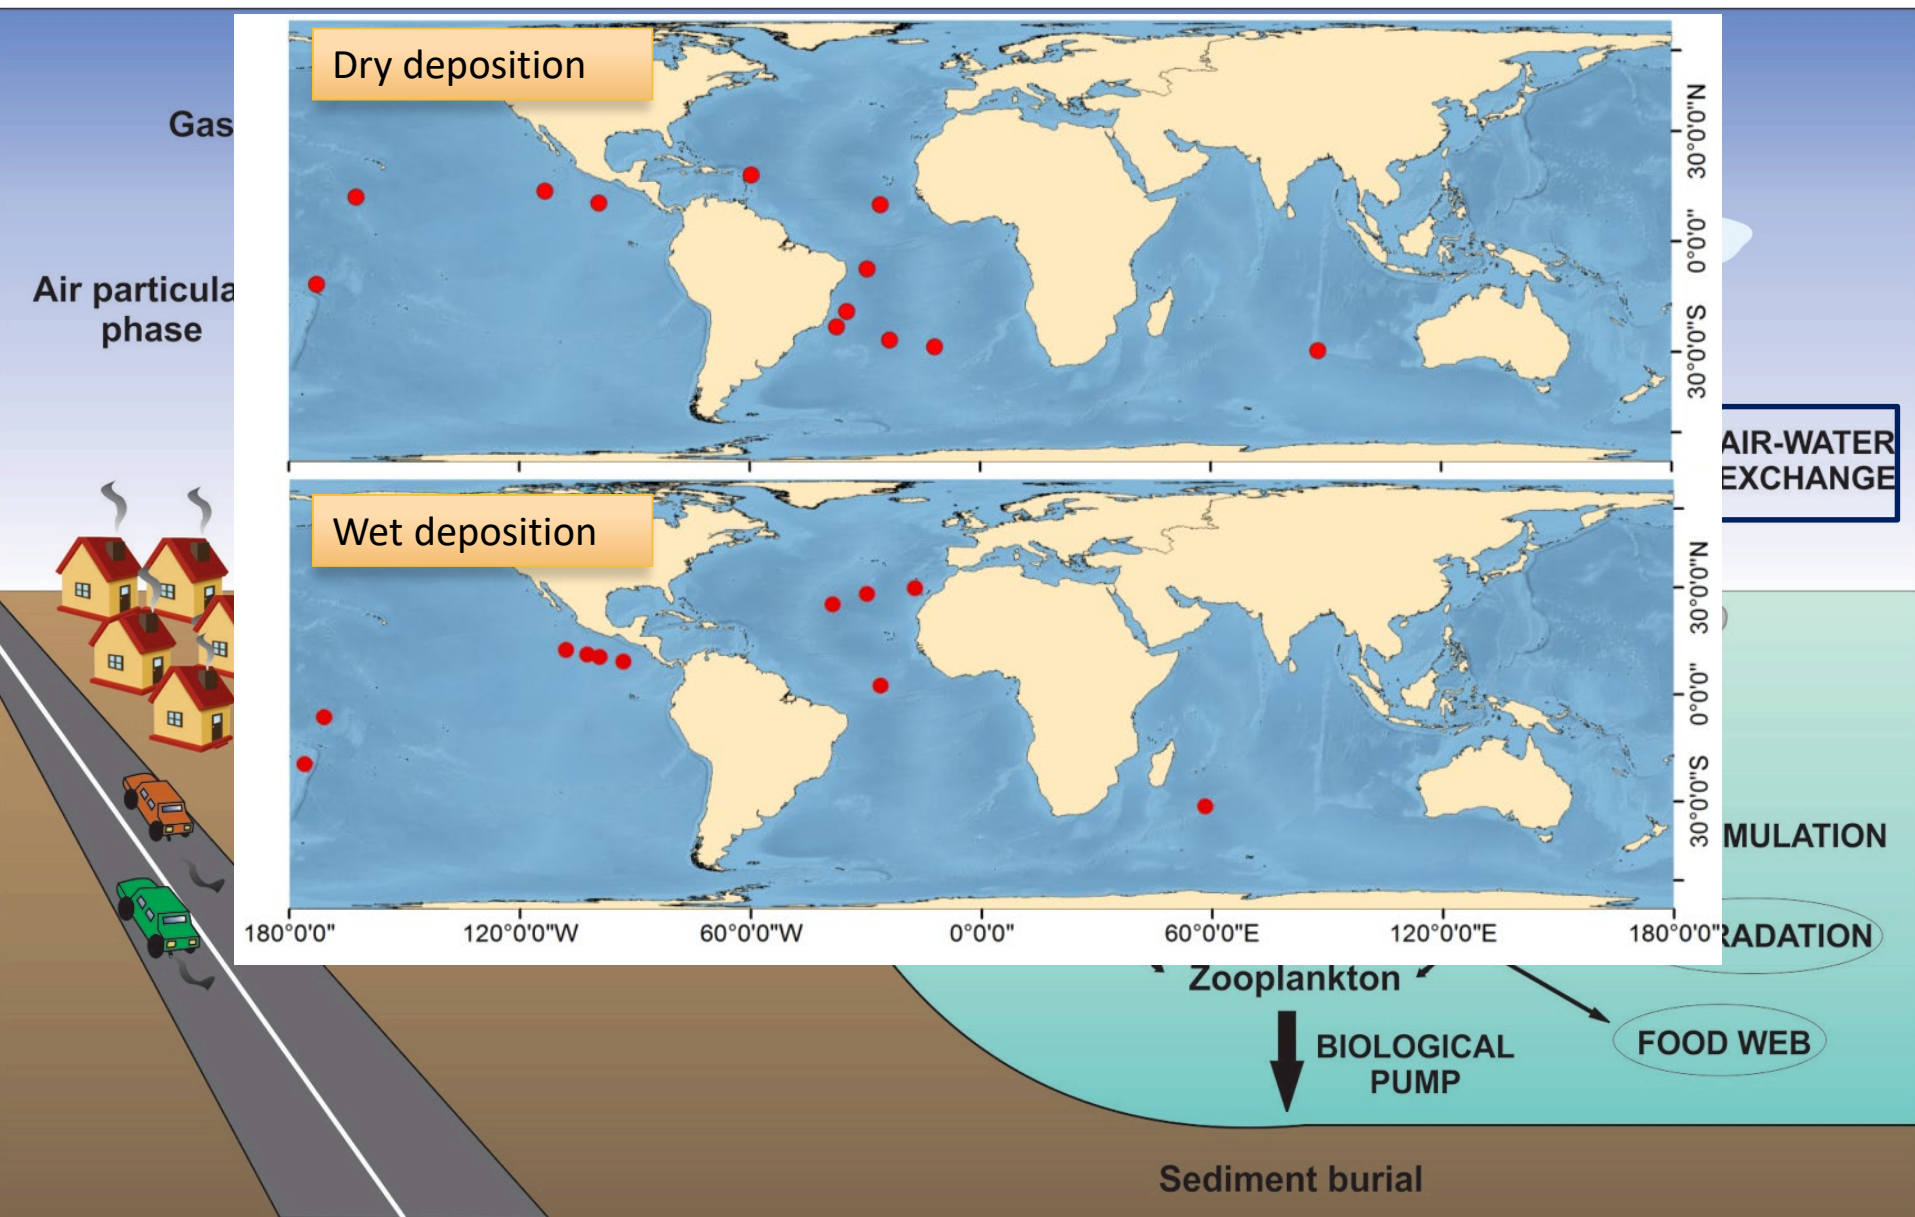 Dry deposition
Gas
Air particula
phase
30°0'0"N
0°0'0"
30°0'0"S
AIR-WATER
EXCHANGE
Wet deposition
30°0'0"N
0°0'0"
30°0'0"S
180°0'0"
120°0'0"W
60°0'0"W
0°0'0"
60°0'0"E
120°0'0"E
180°0'0"
MULATION
RADATION
Zooplankton
FOOD WEB
BIOLOGICAL
PUMP
Sediment burial